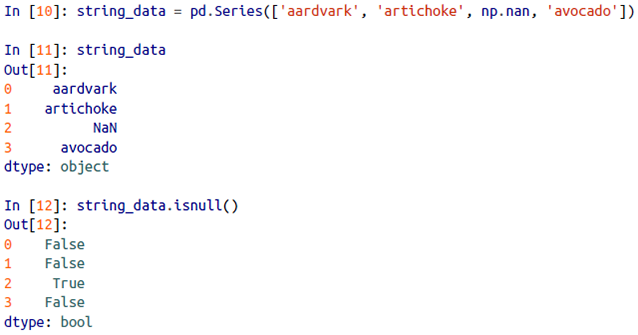 In [10]: string_data = pd.Series(['aardvark', 'artichoke', np.nan, 'avocado'])
In [11]: string_data
Out[11]:
0     aardvark
1    artichoke
2          NaN
3      avocado
dtype: object
In [12]: string_data.isnull()
Out[12]:
0    False
1    False
2     True
3    False
dtype: bool